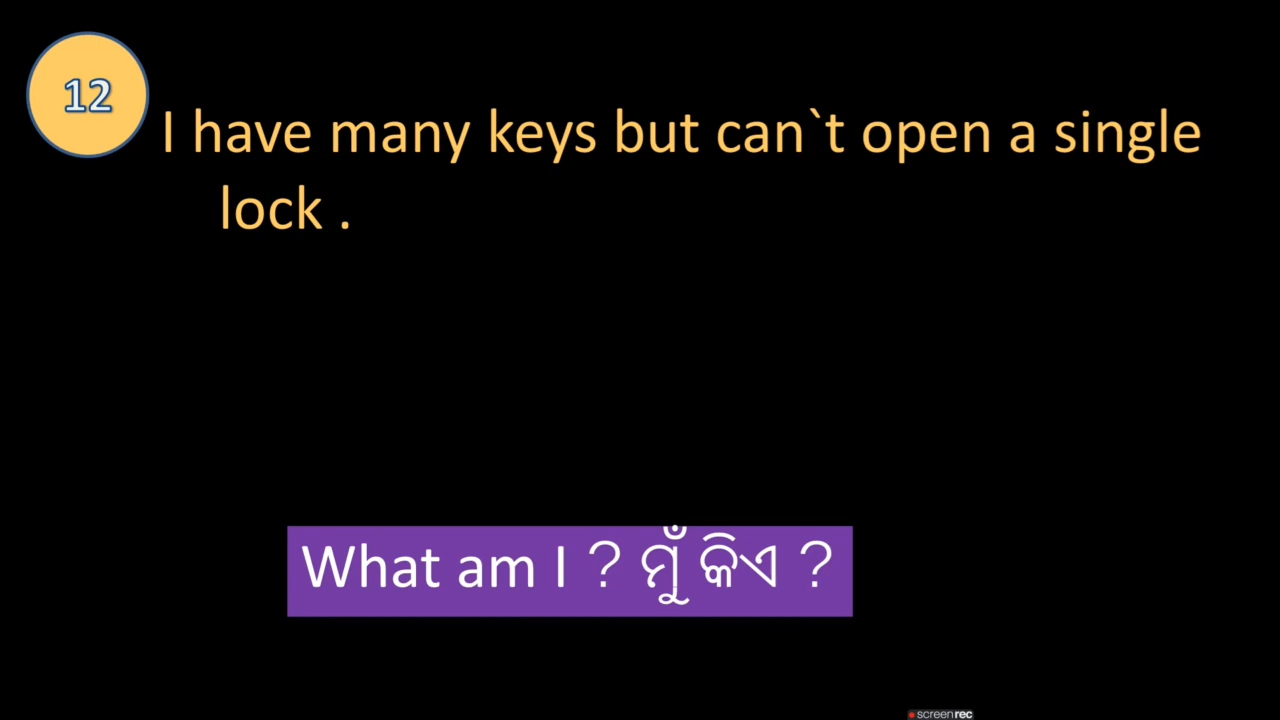 12
I have many keys but can`t open a single
lock .
What am I ? ମୁଁ କିଏ ?
screenrec